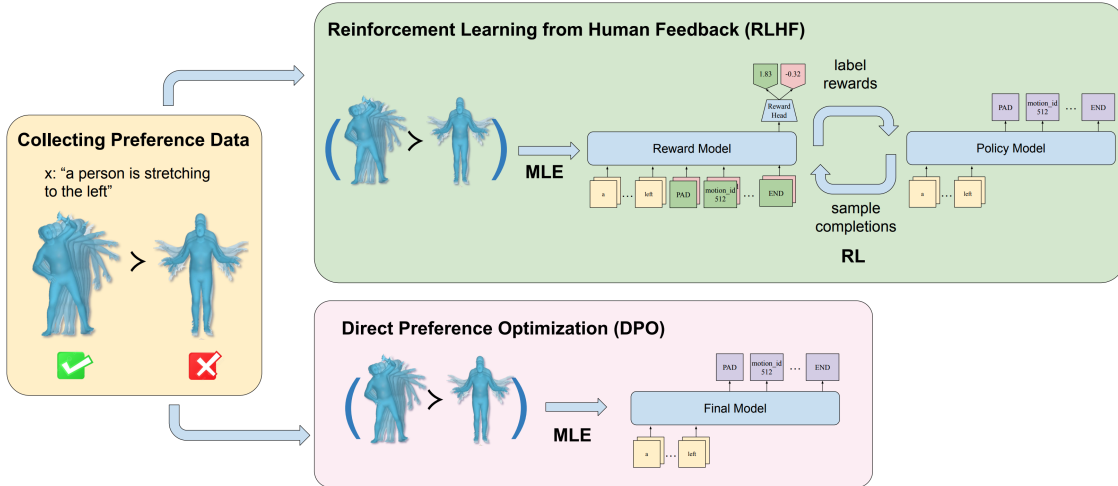 Reinforcement Learning from Human Feedback (RLHF)
1.83
-0.32
label
rewards
Reward
Head
PAD
motion_id
512
...
END
Collecting Preference Data
x: “a person is stretching
to the left”
≻
(
≻
)
MLE
Reward Model
Policy Model
a
...
left
PAD
motion_id
512
...
END
a
...
left
sample
completions
RL
Direct Preference Optimization (DPO)
(
≻
)
MLE
PAD
motion_id
512
...
END
Final Model
a
...
left